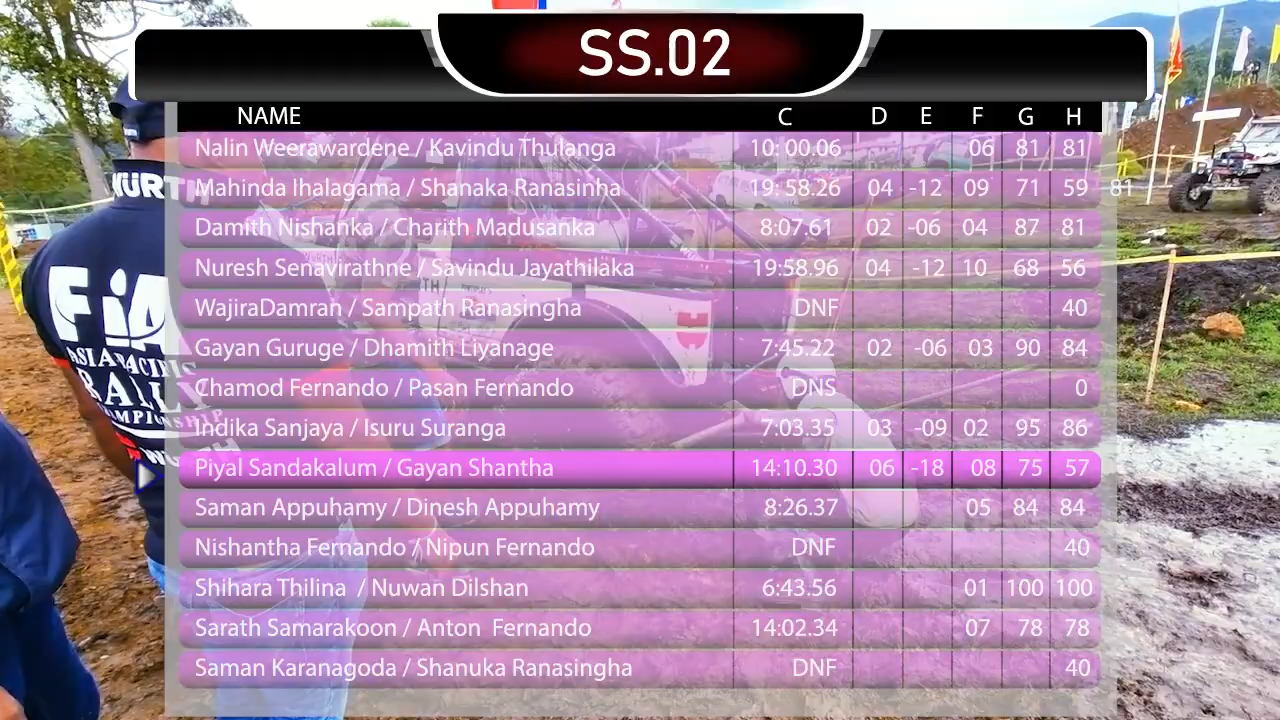 SS.02
NAME C D E F G H
Nalin Weerawardene / Kavindu Thulanga 10: 00.06 06 81 81
Mahinda Ihalagama / Shanaka Ranasinha 19: 58.26 04 -12 09 71 59 81
Damith Nishanka / Charith Madusanka 8:07.61 02 -06 04 87 81
Nuresh Senavirathne / Savindu Jayathilaka 19:58.96 04 -12 10 68 56
WajiraDamran / Sampath Ranasingha DNF 40
Gayan Guruge / Dhamith Liyanage 7:45.22 02 -06 03 90 84
Chamod Fernando / Pasan Fernando DNS 0
Indika Sanjaya / Isuru Suranga 7:03.35 03 -09 02 95 86
Piyal Sandakalum / Gayan Shantha 14:10.30 06 -18 08 75 57
Saman Appuhamy / Dinesh Appuhamy 8:26.37 05 84 84
Nishantha Fernando / Nipun Fernando DNF 40
Shihara Thilina / Nuwan Dilshan 6:43.56 01 100 100
Sarath Samarakoon / Anton Fernando 14:02.34 07 78 78
Saman Karanagoda / Shanuka Ranasingha DNF 40
WÜRTH
FiA
ASIA PACIFIC
RALLY
CHAMPIONSHIP
WÜRTH